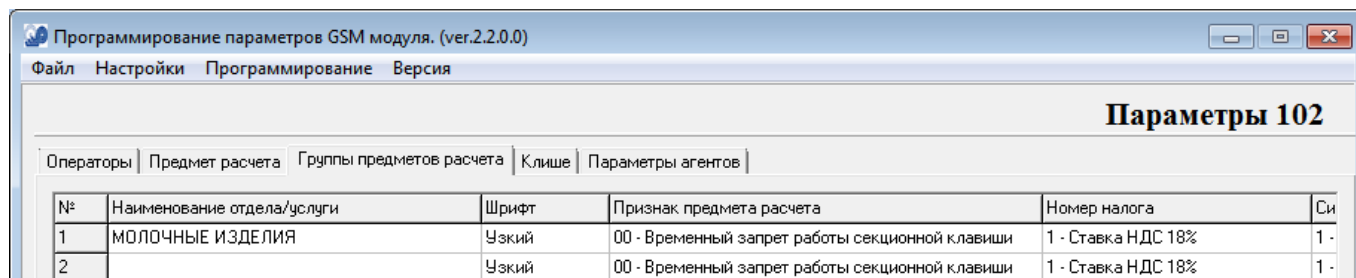 Программирование параметров GSM модуля. (ver.2.2.0.0)
Файл Настройки Программирование Версия
Параметры 102
Операторы Предмет расчета Группы предметов расчета Клише Параметры агентов
№ Наименование отдела/услуги Шрифт Признак предмета расчета Номер налога Си
1 МОЛОЧНЫЕ ИЗДЕЛИЯ Узкий 00 - Временный запрет работы секционной клавиши 1 - Ставка НДС 18% 1 -
2 Узкий 00 - Временный запрет работы секционной клавиши 1 - Ставка НДС 18% 1 -